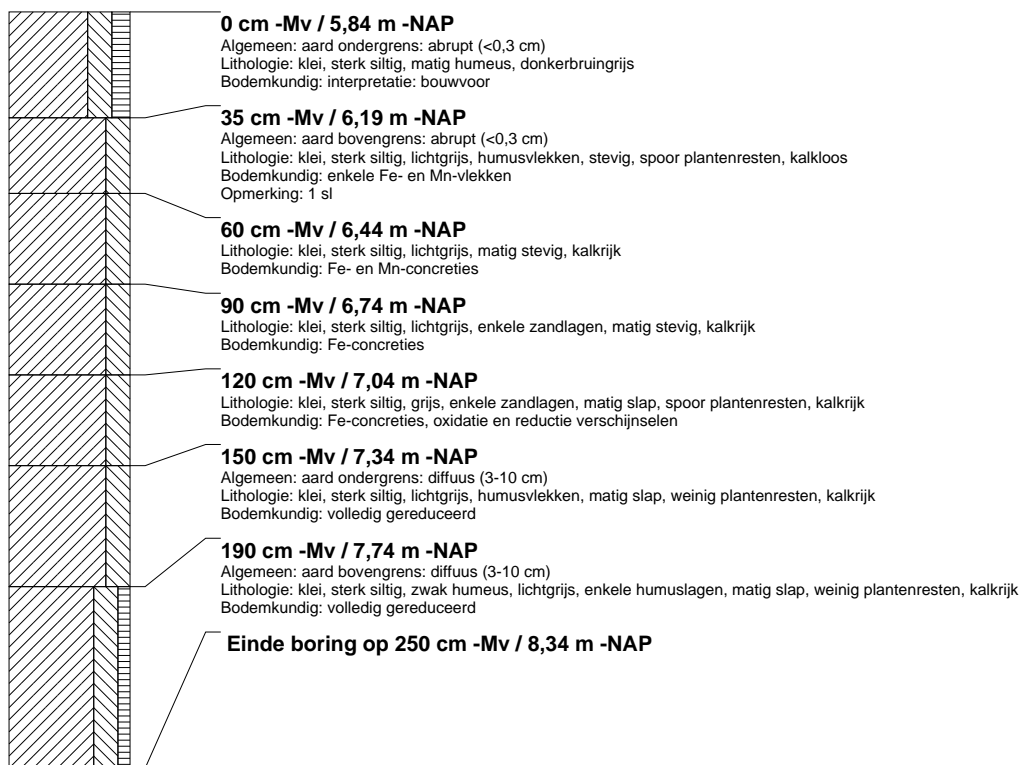 0 cm -Mv / 5,84 m -NAP
Algemeen: aard ondergrens: abrupt (<0,3 cm)
Lithologie: klei, sterk siltig, matig humeus, donkerbruingrijs
Bodemkundig: interpretatie: bouwvoor
35 cm -Mv / 6,19 m -NAP
Algemeen: aard bovengrens: abrupt (<0,3 cm)
Lithologie: klei, sterk siltig, lichtgrijs, humusvlekken, stevig, spoor plantenresten, kalkloos
Bodemkundig: enkele Fe- en Mn-vlekken
Opmerking: 1 sl
60 cm -Mv / 6,44 m -NAP
Lithologie: klei, sterk siltig, lichtgrijs, matig stevig, kalkrijk
Bodemkundig: Fe- en Mn-concreties
90 cm -Mv / 6,74 m -NAP
Lithologie: klei, sterk siltig, lichtgrijs, enkele zandlagen, matig stevig, kalkrijk
Bodemkundig: Fe-concreties
120 cm -Mv / 7,04 m -NAP
Lithologie: klei, sterk siltig, grijs, enkele zandlagen, matig slap, spoor plantenresten, kalkrijk
Bodemkundig: Fe-concreties, oxidatie en reductie verschijnselen
150 cm -Mv / 7,34 m -NAP
Algemeen: aard ondergrens: diffuus (3-10 cm)
Lithologie: klei, sterk siltig, lichtgrijs, humusvlekken, matig slap, weinig plantenresten, kalkrijk
Bodemkundig: volledig gereduceerd
190 cm -Mv / 7,74 m -NAP
Algemeen: aard bovengrens: diffuus (3-10 cm)
Lithologie: klei, sterk siltig, zwak humeus, lichtgrijs, enkele humuslagen, matig slap, weinig plantenresten, kalkrijk
Bodemkundig: volledig gereduceerd
Einde boring op 250 cm -Mv / 8,34 m -NAP